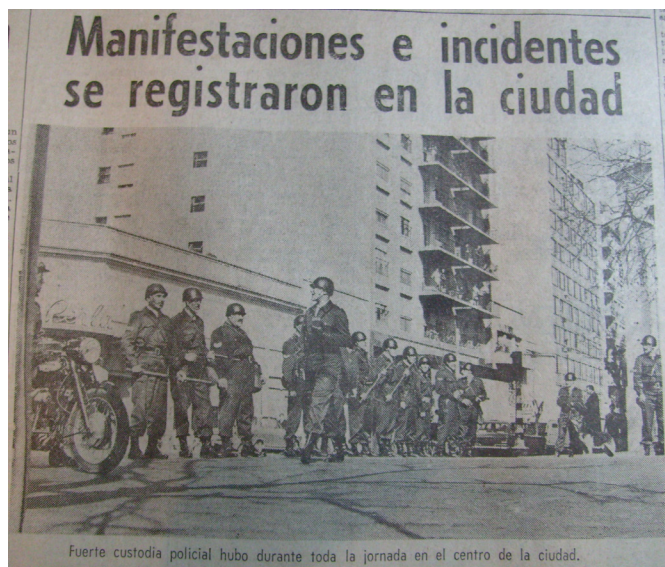 Manifestaciones e incidentes
se registraron en la ciudad
Fuerte custodia policial hubo durante toda la jornada en el centro de la ciudad.